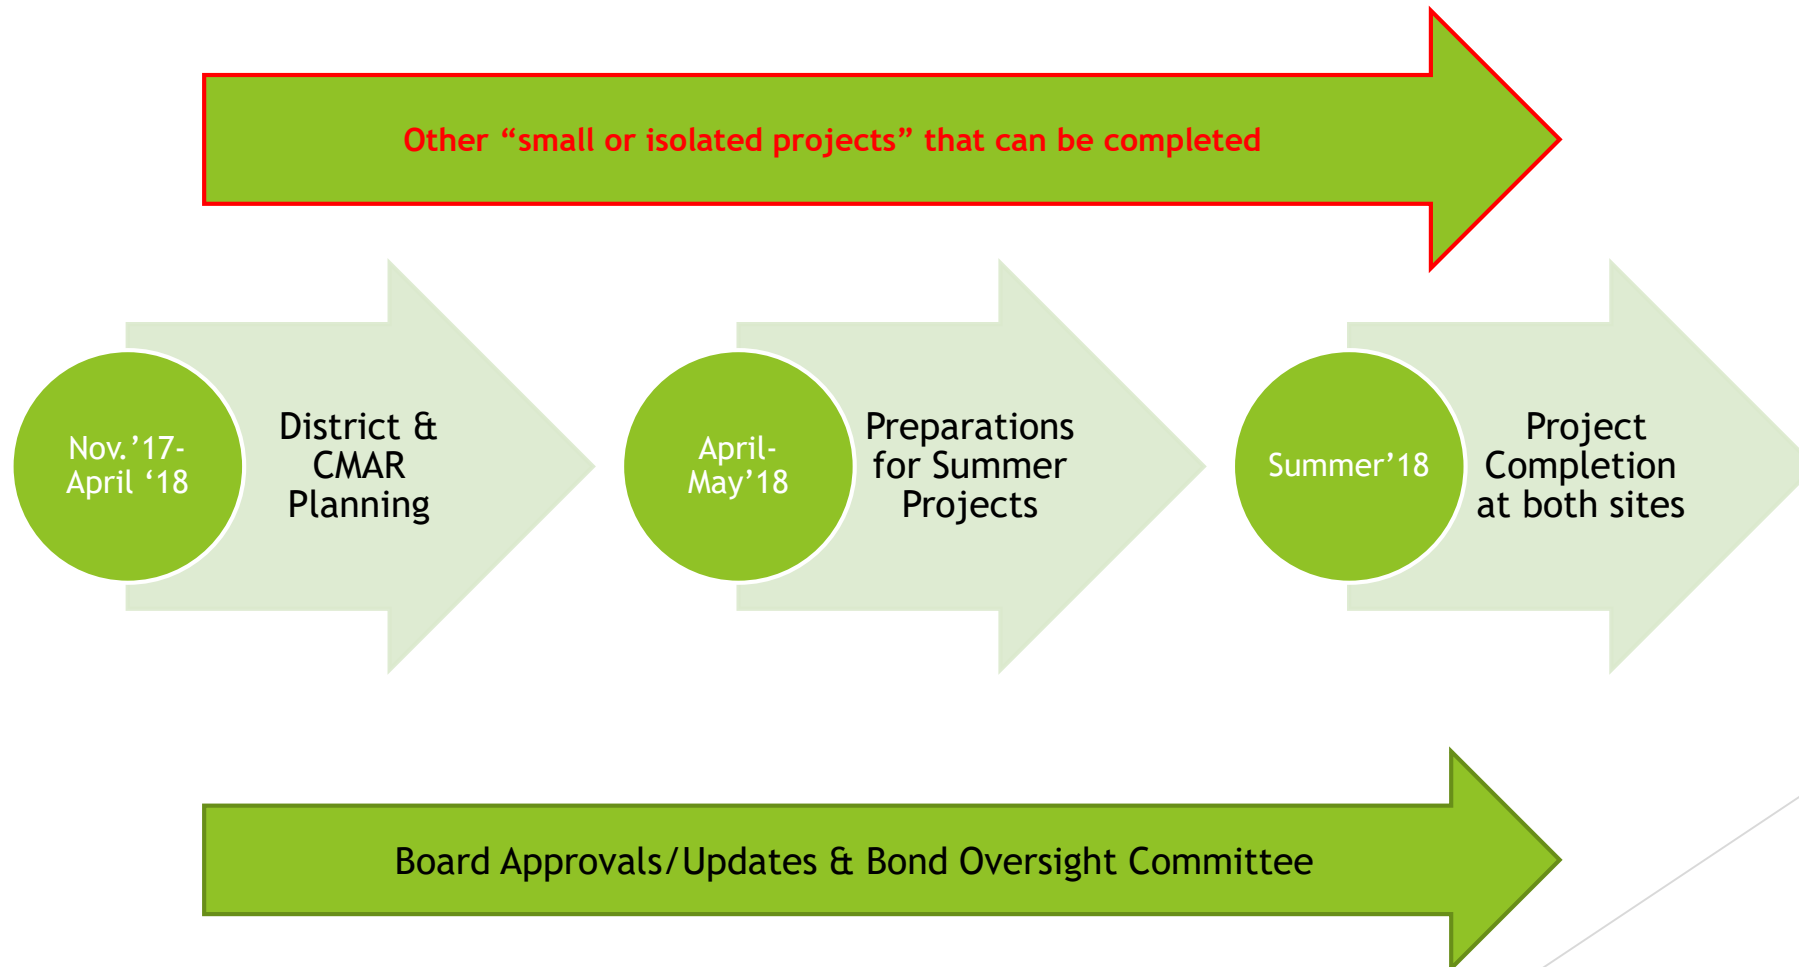 Other “small or isolated projects” that can be completed
Nov.’17-
April ‘18
District &
CMAR
Planning
April-
May’18
Preparations
for Summer
Projects
Summer’18
Project
Completion
at both sites
Board Approvals/Updates & Bond Oversight Committee